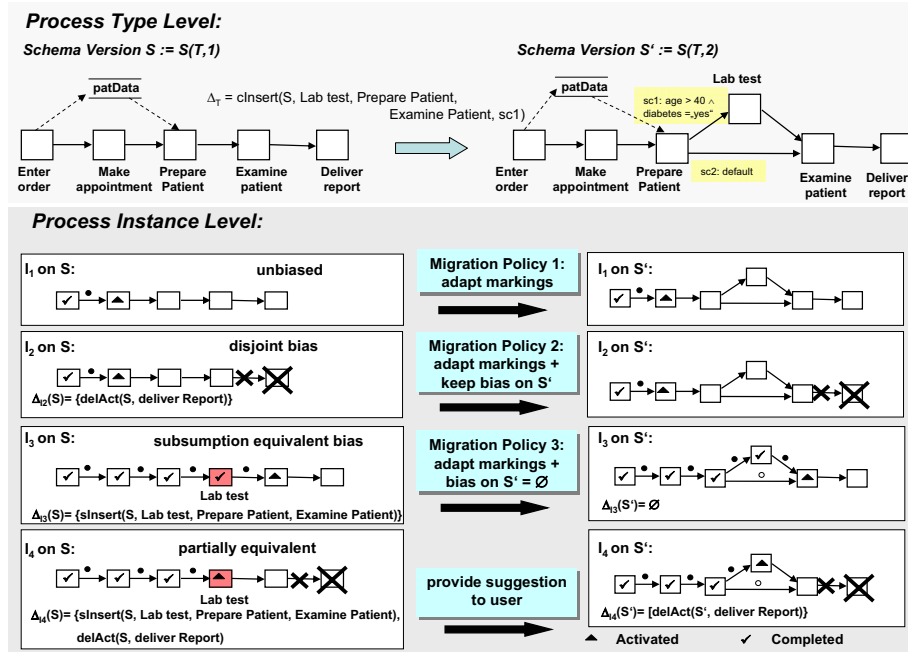 Process Type Level:
Schema Version S := S(T,1)
Schema Version S‘ := S(T,2)
patData
ΔT = cInsert(S, Lab test, Prepare Patient,
Examine Patient, sc1)
patData
Lab test
sc1: age > 40 ∧
diabetes =„yes“
sc2: default
Enter
order
Make
appointment
Prepare
Patient
Examine
patient
Deliver
report
Enter
order
Make
appointment
Prepare
Patient
Examine
patient
Deliver
report
Process Instance Level:
I1 on S:
unbiased
Migration Policy 1:
adapt markings
I1 on S‘:
I2 on S:
disjoint bias
ΔI2(S)= {delAct(S, deliver Report)}
Migration Policy 2:
adapt markings +
keep bias on S‘
I2 on S‘:
I3 on S:
subsumption equivalent bias
Lab test
ΔI3(S)= {sInsert(S, Lab test, Prepare Patient, Examine Patient)}
Migration Policy 3:
adapt markings +
bias on S‘ = Ø
I3 on S‘:
ΔI3(S‘)= Ø
I4 on S:
partially equivalent
Lab test
ΔI4(S)= {sInsert(S, Lab test, Prepare Patient, Examine Patient),
delAct(S, deliver Report)
provide suggestion
to user
I4 on S‘:
ΔI4(S‘)= [delAct(S‘, deliver Report)}
Activated
Completed